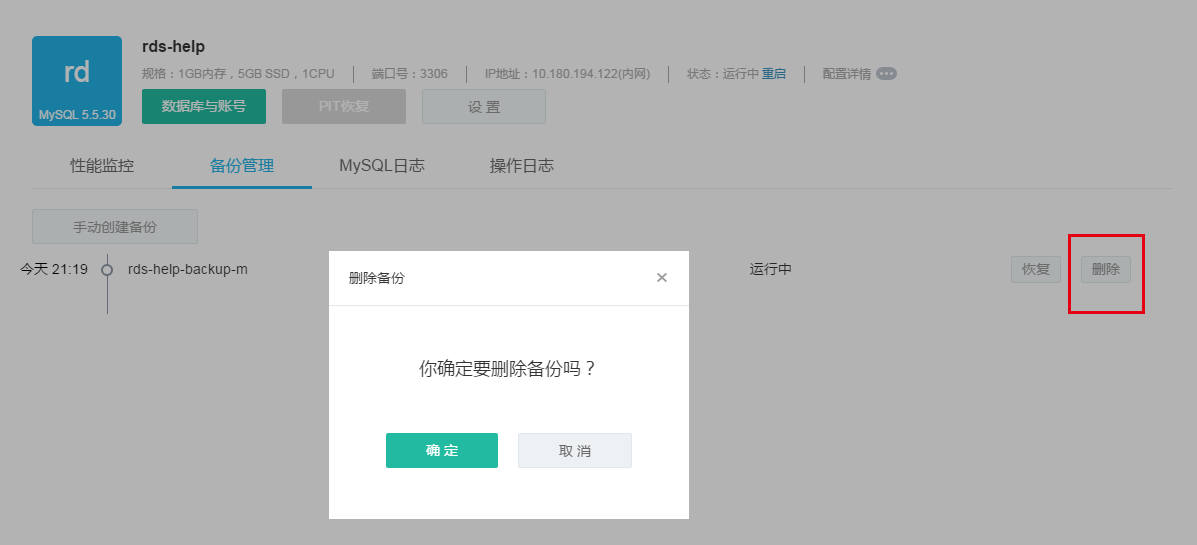 rds-help
rd
MySQL 5.5.30
规格：1GB内存，5GB SSD，1CPU 端口号：3306 IP地址：10.180.194.122(内网) 状态：运行中 重启 配置详情
数据库与账号 PIT恢复 设 置
性能监控 备份管理 MySQL日志 操作日志
手动创建备份
今天 21:19 rds-help-backup-m 运行中 恢复 删除
删除备份 ×
你确定要删除备份吗？
确 定 取 消